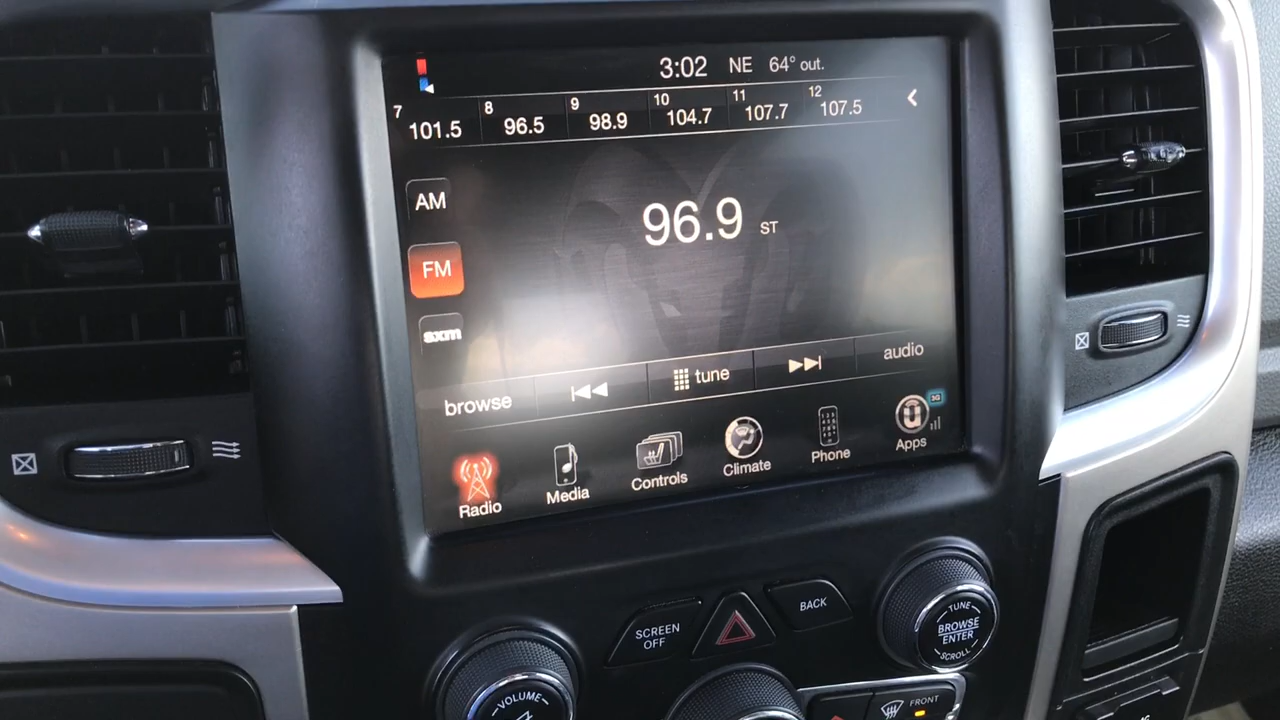 3:02 NE 64° out.
7 101.5 8 96.5 9 98.9 10 104.7 11 107.7 12 107.5
AM
96.9 ST
FM
sxm
browse tune audio
Radio Media Controls Climate Phone Apps
3G
SCREEN OFF
BACK
TUNE
BROWSE
ENTER
SCROLL
VOLUME
FRONT